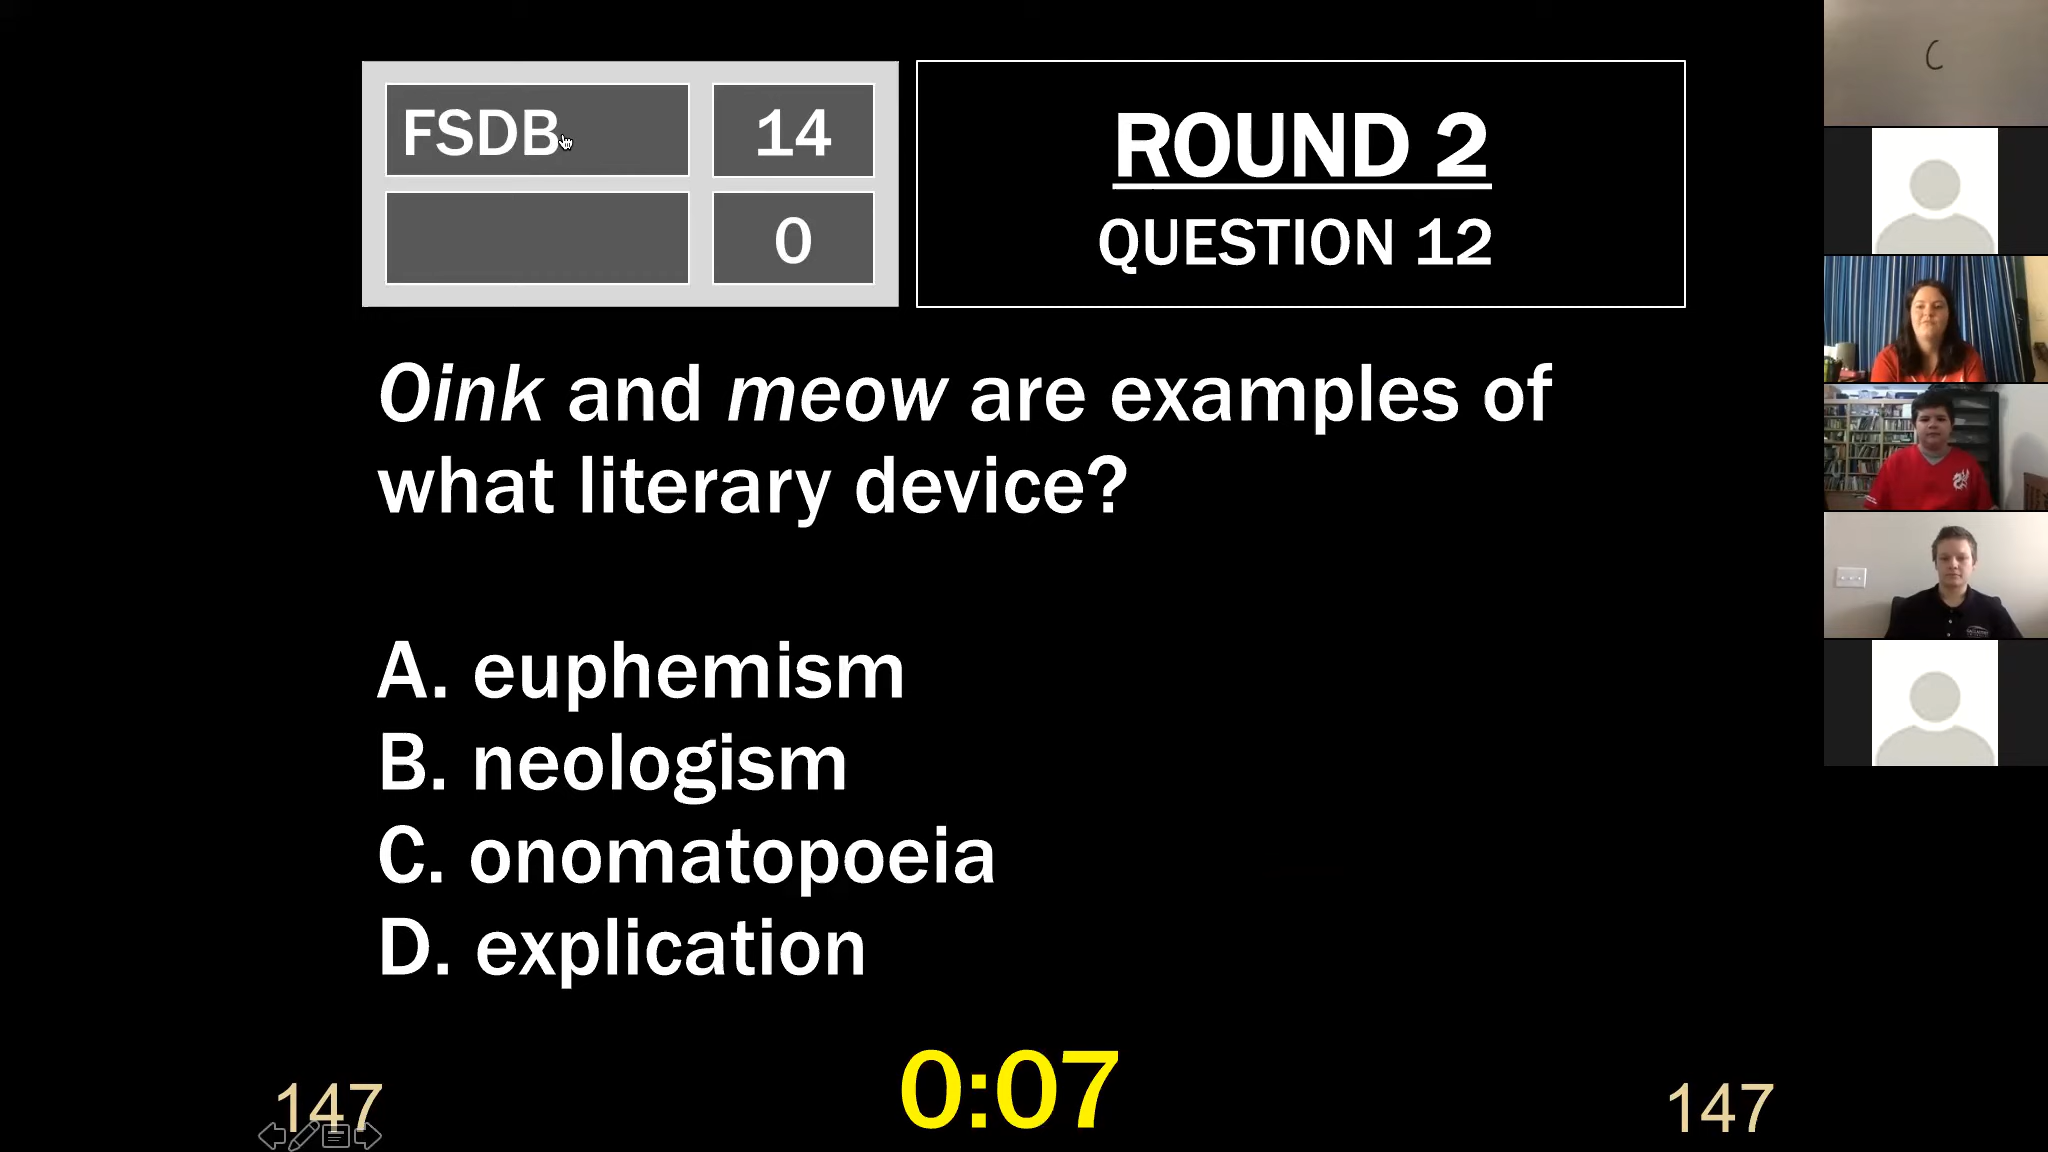 FSDB
14
0
ROUND 2
QUESTION 12
Oink and meow are examples of
what literary device?
A. euphemism
B. neologism
C. onomatopoeia
D. explication
0:07
147
147
C